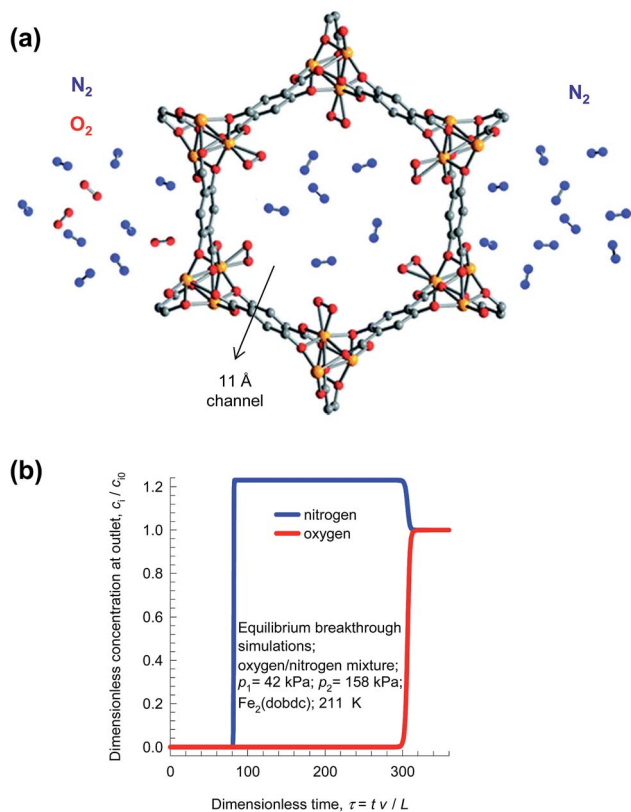 (a)
N₂
O₂
N₂
11 Å
channel
(b)
Dimensionless concentration at outlet, cᵢ / cᵢ₀
1.2
1.0
0.8
0.6
0.4
0.2
0.0
nitrogen
oxygen
Equilibrium breakthrough
simulations;
oxygen/nitrogen mixture;
p₁= 42 kPa; p₂= 158 kPa;
Fe₂(dobdc); 211 K
0
100
200
300
Dimensionless time, τ = t v / L